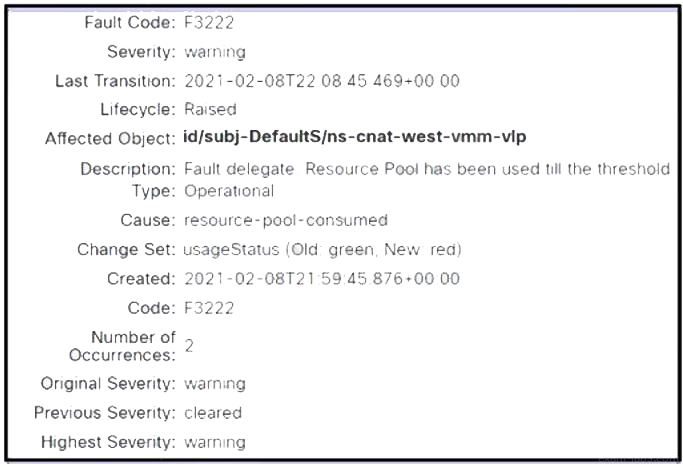 Fault Code: F3222
Severity: warning
Last Transition: 2021-02-08T22 08 45 469+00 00
Lifecycle: Raised
Affected Object: id/subj-DefaultS/ns-cnat-west-vmm-vlp
Description: Fault delegate Resource Pool has been used till the threshold
Type: Operational
Cause: resource-pool-consumed
Change Set: usageStatus (Old green, New red)
Created: 2021-02-08T21:59:45.876+00 00
Code: F3222
Number of
Occurrences: 2
Original Severity: warning
Previous Severity: cleared
Highest Severity: warning